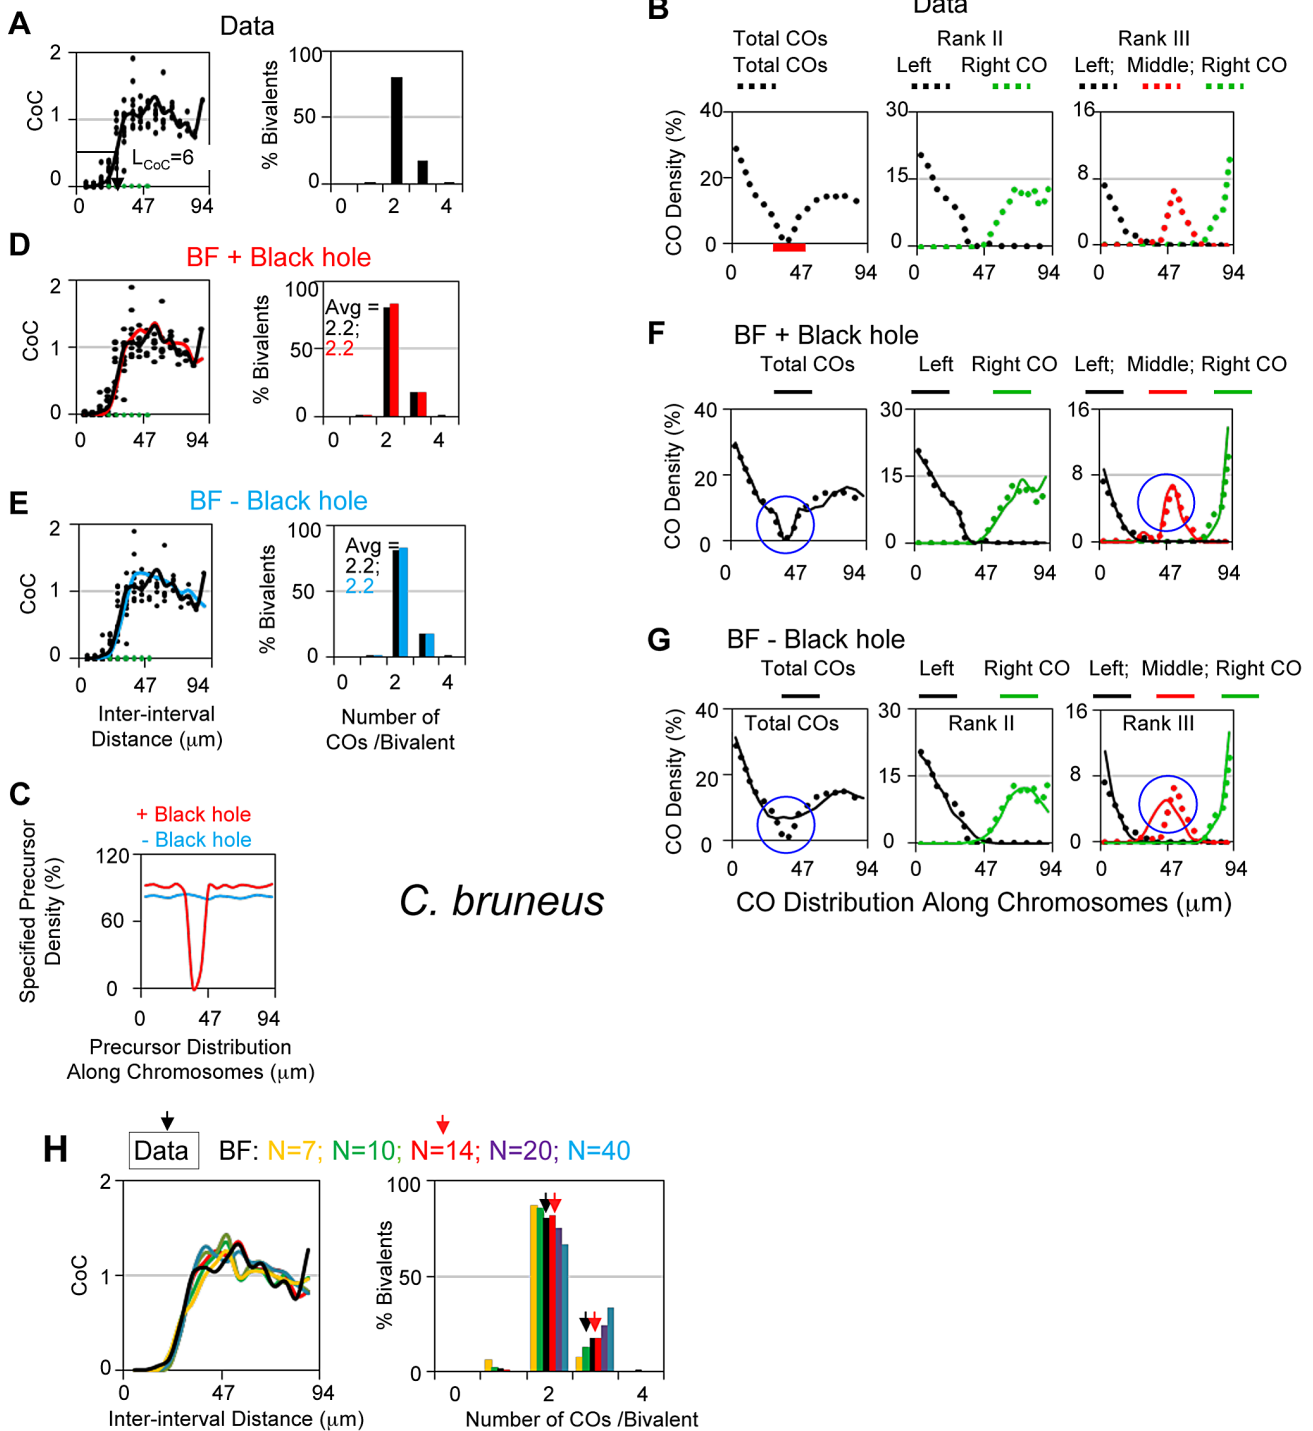 A
Data
2
1
0
CoC
L_CoC=6
47
94
100
50
0
% Bivalents
0
2
4
B
Data
Total COs
Rank II
Rank III
Total COs
Left
Right CO
Left; Middle; Right CO
CO Density (%)
40
20
0
0
47
94
30
15
0
0
47
94
16
8
0
0
47
94
D
BF + Black hole
2
1
0
CoC
0
47
94
100
50
0
% Bivalents
Avg =
2.2;
2.2
0
2
4
E
BF - Black hole
2
1
0
CoC
0
47
94
Inter-interval
Distance (μm)
100
50
0
% Bivalents
Avg =
2.2;
2.2
0
2
4
Number of
COs /Bivalent
F
BF + Black hole
Total COs
Left
Right CO
Left; Middle; Right CO
CO Density (%)
40
20
0
0
47
94
30
15
0
0
47
94
16
8
0
0
47
94
G
BF - Black hole
Total COs
Left
Right CO
Left; Middle; Right CO
CO Density (%)
40
20
0
Total COs
0
47
94
30
15
0
Rank II
0
47
94
16
8
0
Rank III
0
47
94
CO Distribution Along Chromosomes (μm)
C
+ Black hole
- Black hole
Specified Precursor
Density (%)
120
60
0
0
47
94
Precursor Distribution
Along Chromosomes (μm)
C. bruneus
H
Data
BF: N=7; N=10; N=14; N=20; N=40
2
1
0
CoC
0
47
94
Inter-interval Distance (μm)
100
50
0
% Bivalents
0
2
4
Number of COs /Bivalent